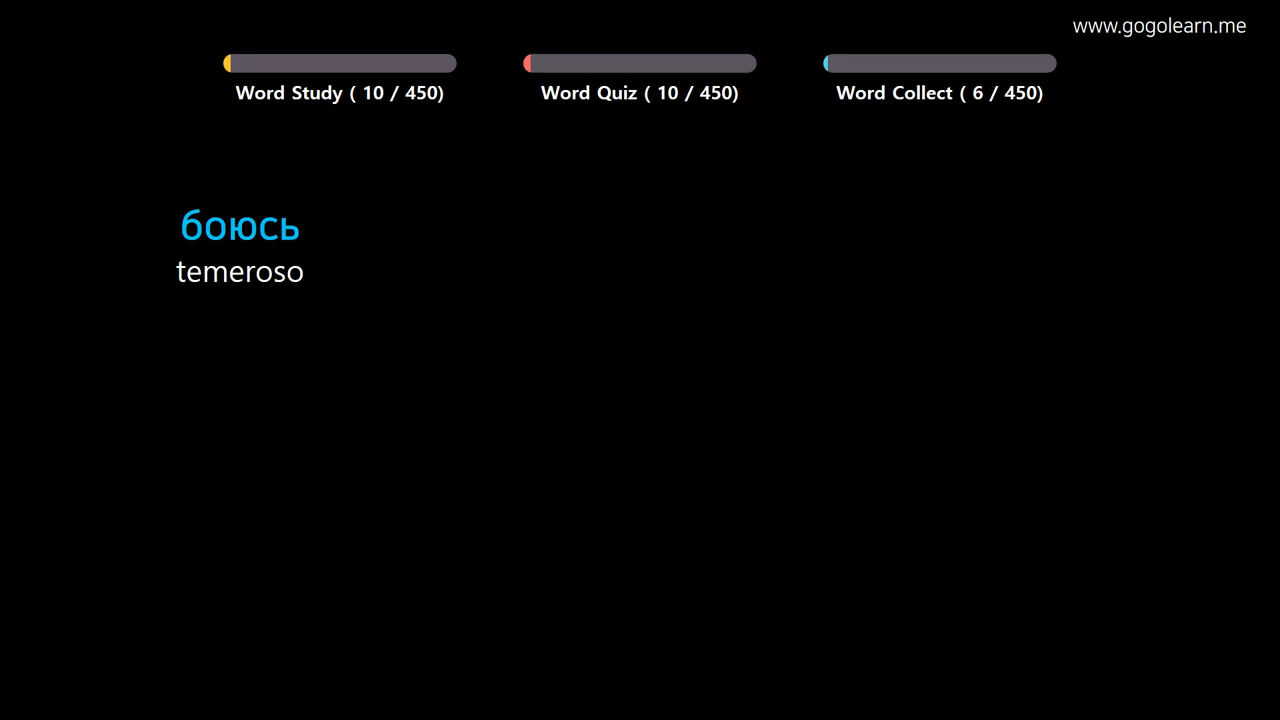 www.gogolearn.me
Word Study ( 10 / 450)
Word Quiz ( 10 / 450)
Word Collect ( 6 / 450)
боюсь
temeroso